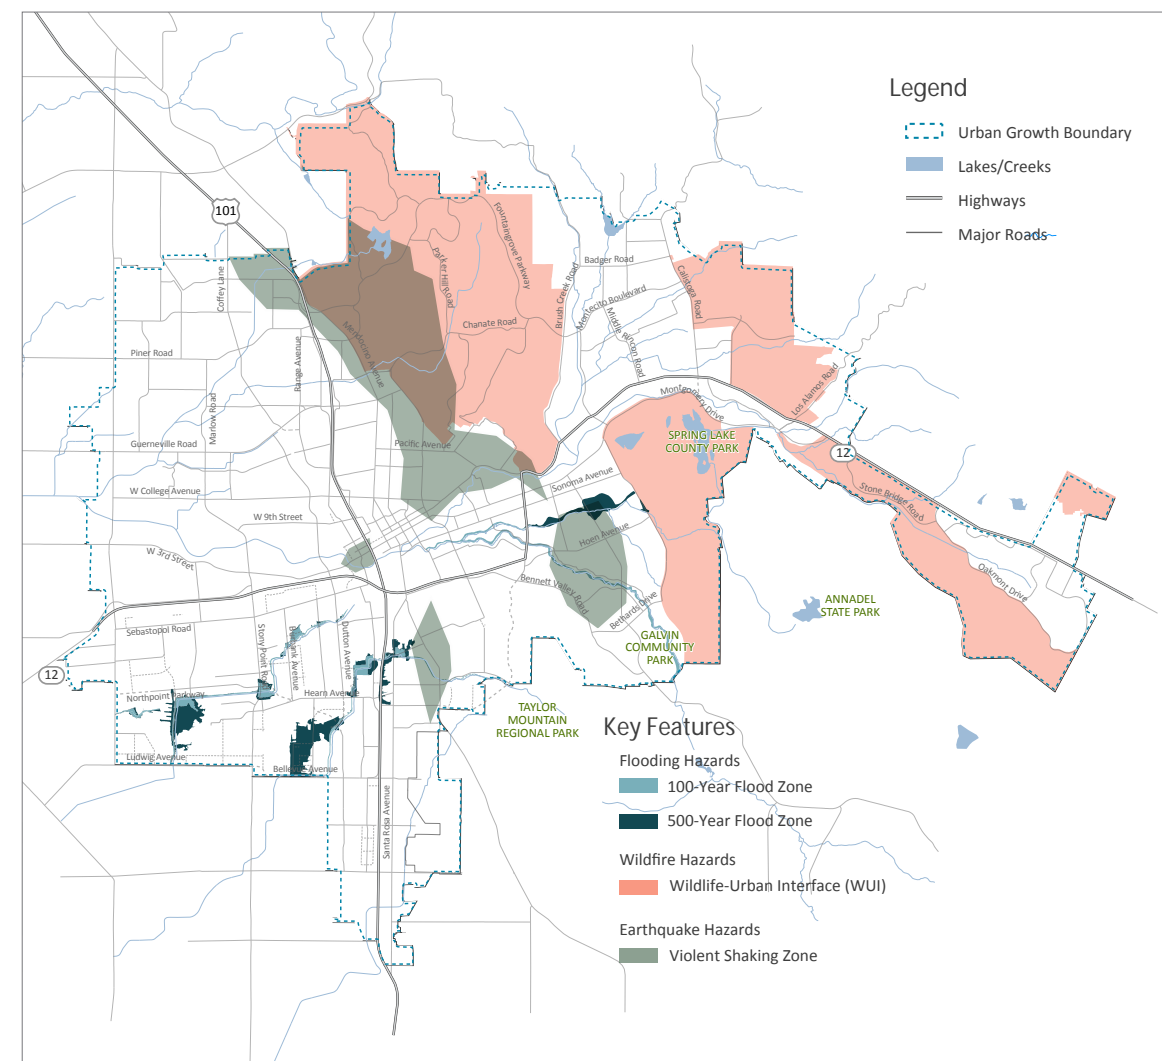 Legend
Urban Growth Boundary
Lakes/Creeks
Highways
Major Roads
101
Coffey Lane
Parker Hill Road
Fountaingrove Parkway
Brush Creek Road
Badger Road
Montecito Boulevard
Middle Rincon Road
Calistoga Road
Chanate Road
Mendocino Avenue
Range Avenue
Piner Road
Marlow Road
Los Alamos Road
Montgomery Drive
Guerneville Road
Pacific Avenue
SPRING LAKE
COUNTY PARK
12
Sonoma Avenue
W College Avenue
Stone Bridge Road
W 9th Street
Hoen Avenue
W 3rd Street
Bennett Valley Road
Oakmont Drive
Bethards Drive
ANNADEL
STATE PARK
Sebastopol Road
Stony Point Road
Burbank Avenue
Dutton Avenue
GALVIN
COMMUNITY
PARK
12
Northpoint Parkway
Hearn Avenue
TAYLOR
MOUNTAIN
REGIONAL PARK
Ludwig Avenue
Bellevue Avenue
Santa Rosa Avenue
Key Features
Flooding Hazards
100-Year Flood Zone
500-Year Flood Zone
Wildfire Hazards
Wildlife-Urban Interface (WUI)
Earthquake Hazards
Violent Shaking Zone